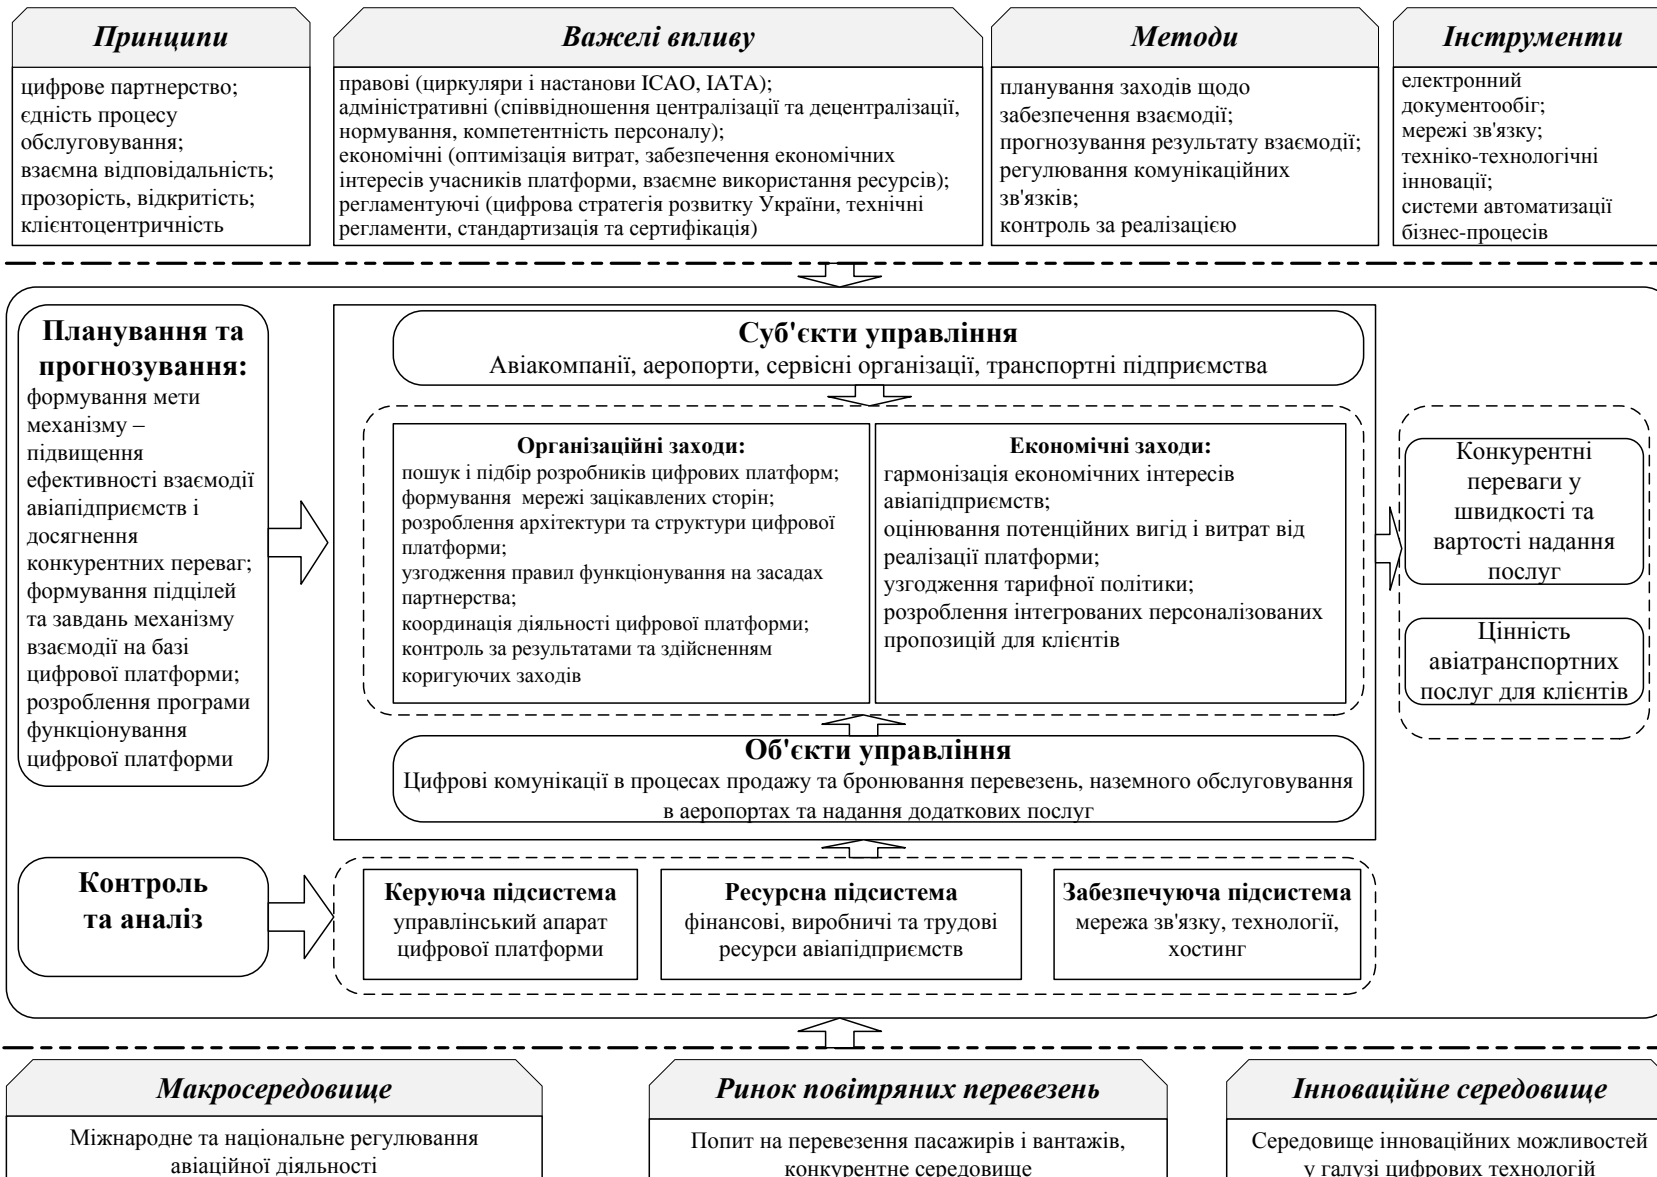 Принципи
цифрове партнерство;
єдність процесу
обслуговування;
взаємна відповідальність;
прозорість, відкритість;
клієнтоцентричність
Важелі впливу
правові (циркуляри і настанови ІСАО, ІАТА);
адміністративні (співвідношення централізації та децентралізації,
нормування, компетентність персоналу);
економічні (оптимізація витрат, забезпечення економічних
інтересів учасників платформи, взаємне використання ресурсів);
регламентуючі (цифрова стратегія розвитку України, технічні
регламенти, стандартизація та сертифікація)
Методи
планування заходів щодо
забезпечення взаємодії;
прогнозування результату взаємодії;
регулювання комунікаційних
зв'язків;
контроль за реалізацією
Інструменти
електронний
документообіг;
мережі зв'язку;
техніко-технологічні
інновації;
системи автоматизації
бізнес-процесів
Планування та
прогнозування:
формування мети
механізму –
підвищення
ефективності взаємодії
авіапідприємств і
досягнення
конкурентних переваг;
формування підцілей
та завдань механізму
взаємодії на базі
цифрової платформи;
розроблення програми
функціонування
цифрової платформи
Суб'єкти управління
Авіакомпанії, аеропорти, сервісні організації, транспортні підприємства
Організаційні заходи:
пошук і підбір розробників цифрових платформ;
формування мережі зацікавлених сторін;
розроблення архітектури та структури цифрової
платформи;
узгодження правил функціонування на засадах
партнерства;
координація діяльності цифрової платформи;
контроль за результатами та здійсненням
коригуючих заходів
Економічні заходи:
гармонізація економічних інтересів
авіапідприємств;
оцінювання потенційних вигід і витрат від
реалізації платформи;
узгодження тарифної політики;
розроблення інтегрованих персоналізованих
пропозицій для клієнтів
Об'єкти управління
Цифрові комунікації в процесах продажу та бронювання перевезень, наземного обслуговування
в аеропортах та надання додаткових послуг
Конкурентні
переваги у
швидкості та
вартості надання
послуг
Цінність
авіатранспортних
послуг для клієнтів
Контроль
та аналіз
Керуюча підсистема
управлінський апарат
цифрової платформи
Ресурсна підсистема
фінансові, виробничі та трудові
ресурси авіапідприємств
Забезпечуюча підсистема
мережа зв'язку, технології,
хостинг
Макросередовище
Міжнародне та національне регулювання
авіаційної діяльності
Ринок повітряних перевезень
Попит на перевезення пасажирів і вантажів,
конкурентне середовище
Інноваційне середовище
Середовище інноваційних можливостей
у галузі цифрових технологій